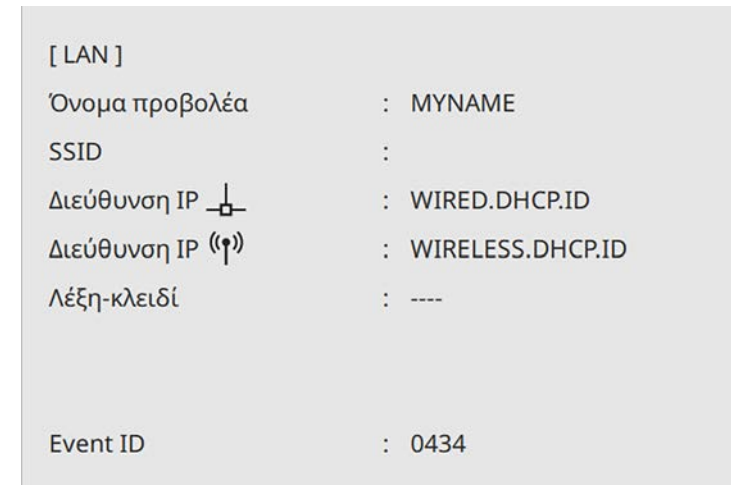 [ LAN ]
Όνομα προβολέα : MYNAME
SSID :
Διεύθυνση IP : WIRED.DHCP.ID
Διεύθυνση IP : WIRELESS.DHCP.ID
Λέξη-κλειδί : ----
Event ID : 0434